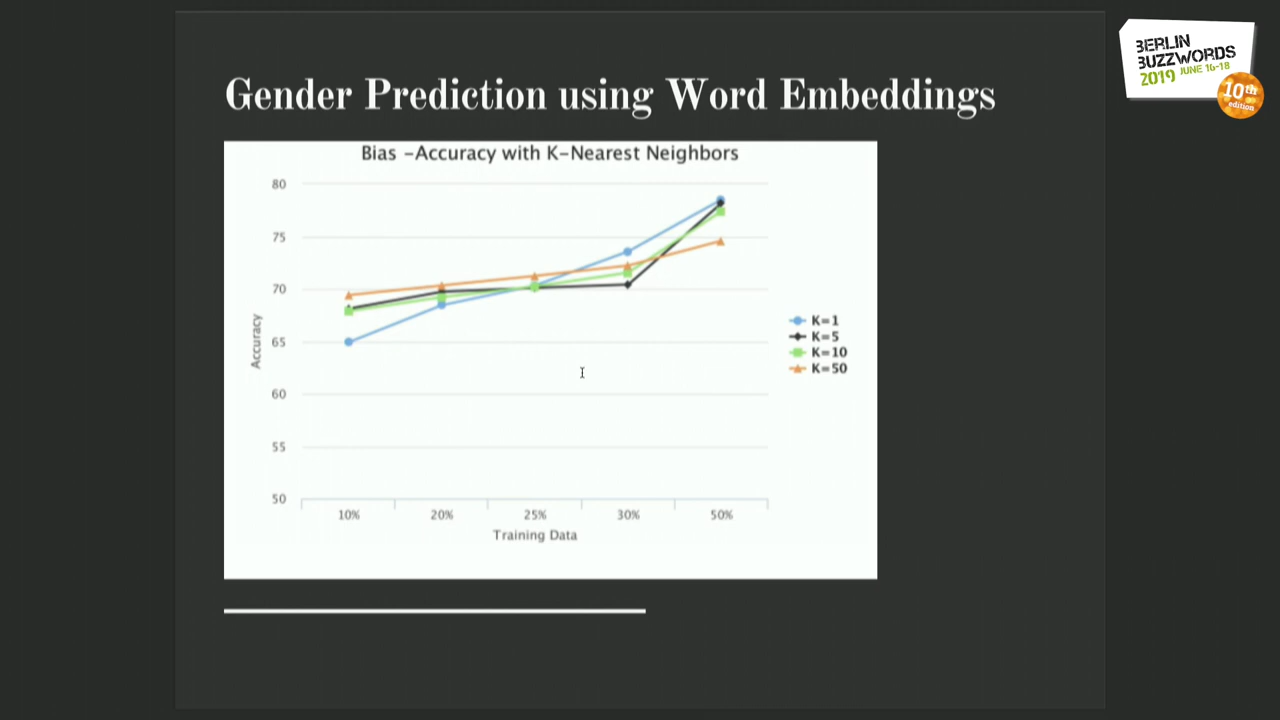 Gender Prediction using Word Embeddings
BERLIN
BUZZWORDS
2019 JUNE 16-18
10th
edition
Bias -Accuracy with K-Nearest Neighbors
80
75
70
65
60
55
50
Accuracy
10% 20% 25% 30% 50%
Training Data
K=1
K=5
K=10
K=50